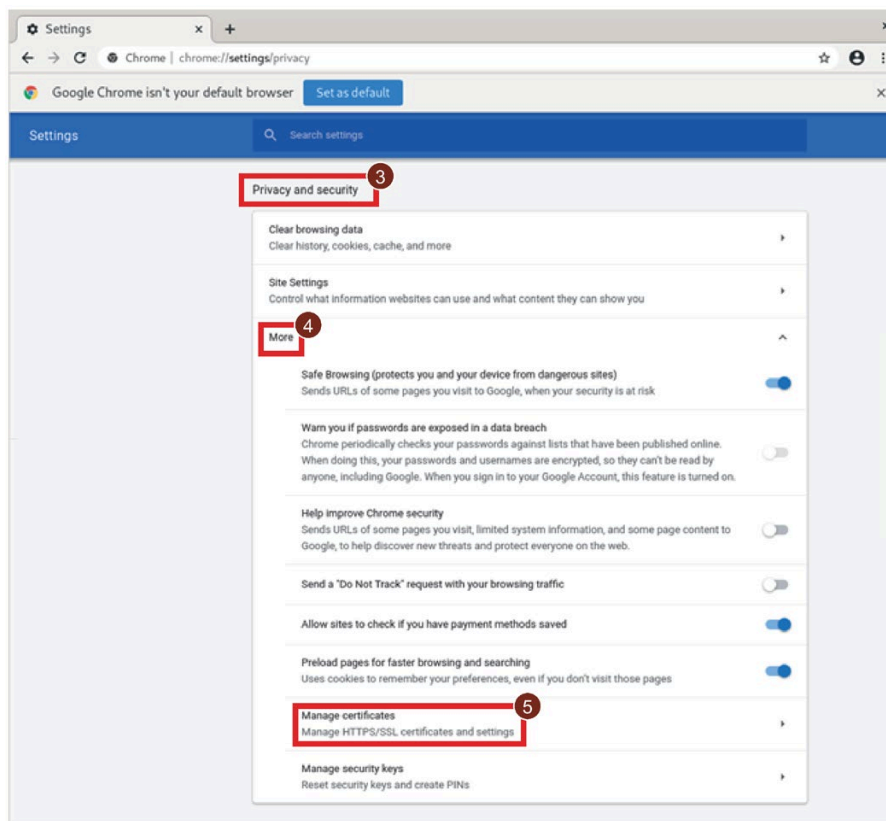 Settings
Chrome | chrome://settings/privacy
Google Chrome isn't your default browser Set as default
Settings Search settings
3
Privacy and security
Clear browsing data
Clear history, cookies, cache, and more
Site Settings
Control what information websites can use and what content they can show you
4
More
Safe Browsing (protects you and your device from dangerous sites)
Sends URLs of some pages you visit to Google, when your security is at risk
Warn you if passwords are exposed in a data breach
Chrome periodically checks your passwords against lists that have been published online.
When doing this, your passwords and usernames are encrypted, so they can't be read by
anyone, including Google. When you sign in to your Google Account, this feature is turned on.
Help improve Chrome security
Sends URLs of some pages you visit, limited system information, and some page content to
Google, to help discover new threats and protect everyone on the web.
Send a "Do Not Track" request with your browsing traffic
Allow sites to check if you have payment methods saved
Preload pages for faster browsing and searching
Uses cookies to remember your preferences, even if you don't visit those pages
5
Manage certificates
Manage HTTPS/SSL certificates and settings
Manage security keys
Reset security keys and create PINs